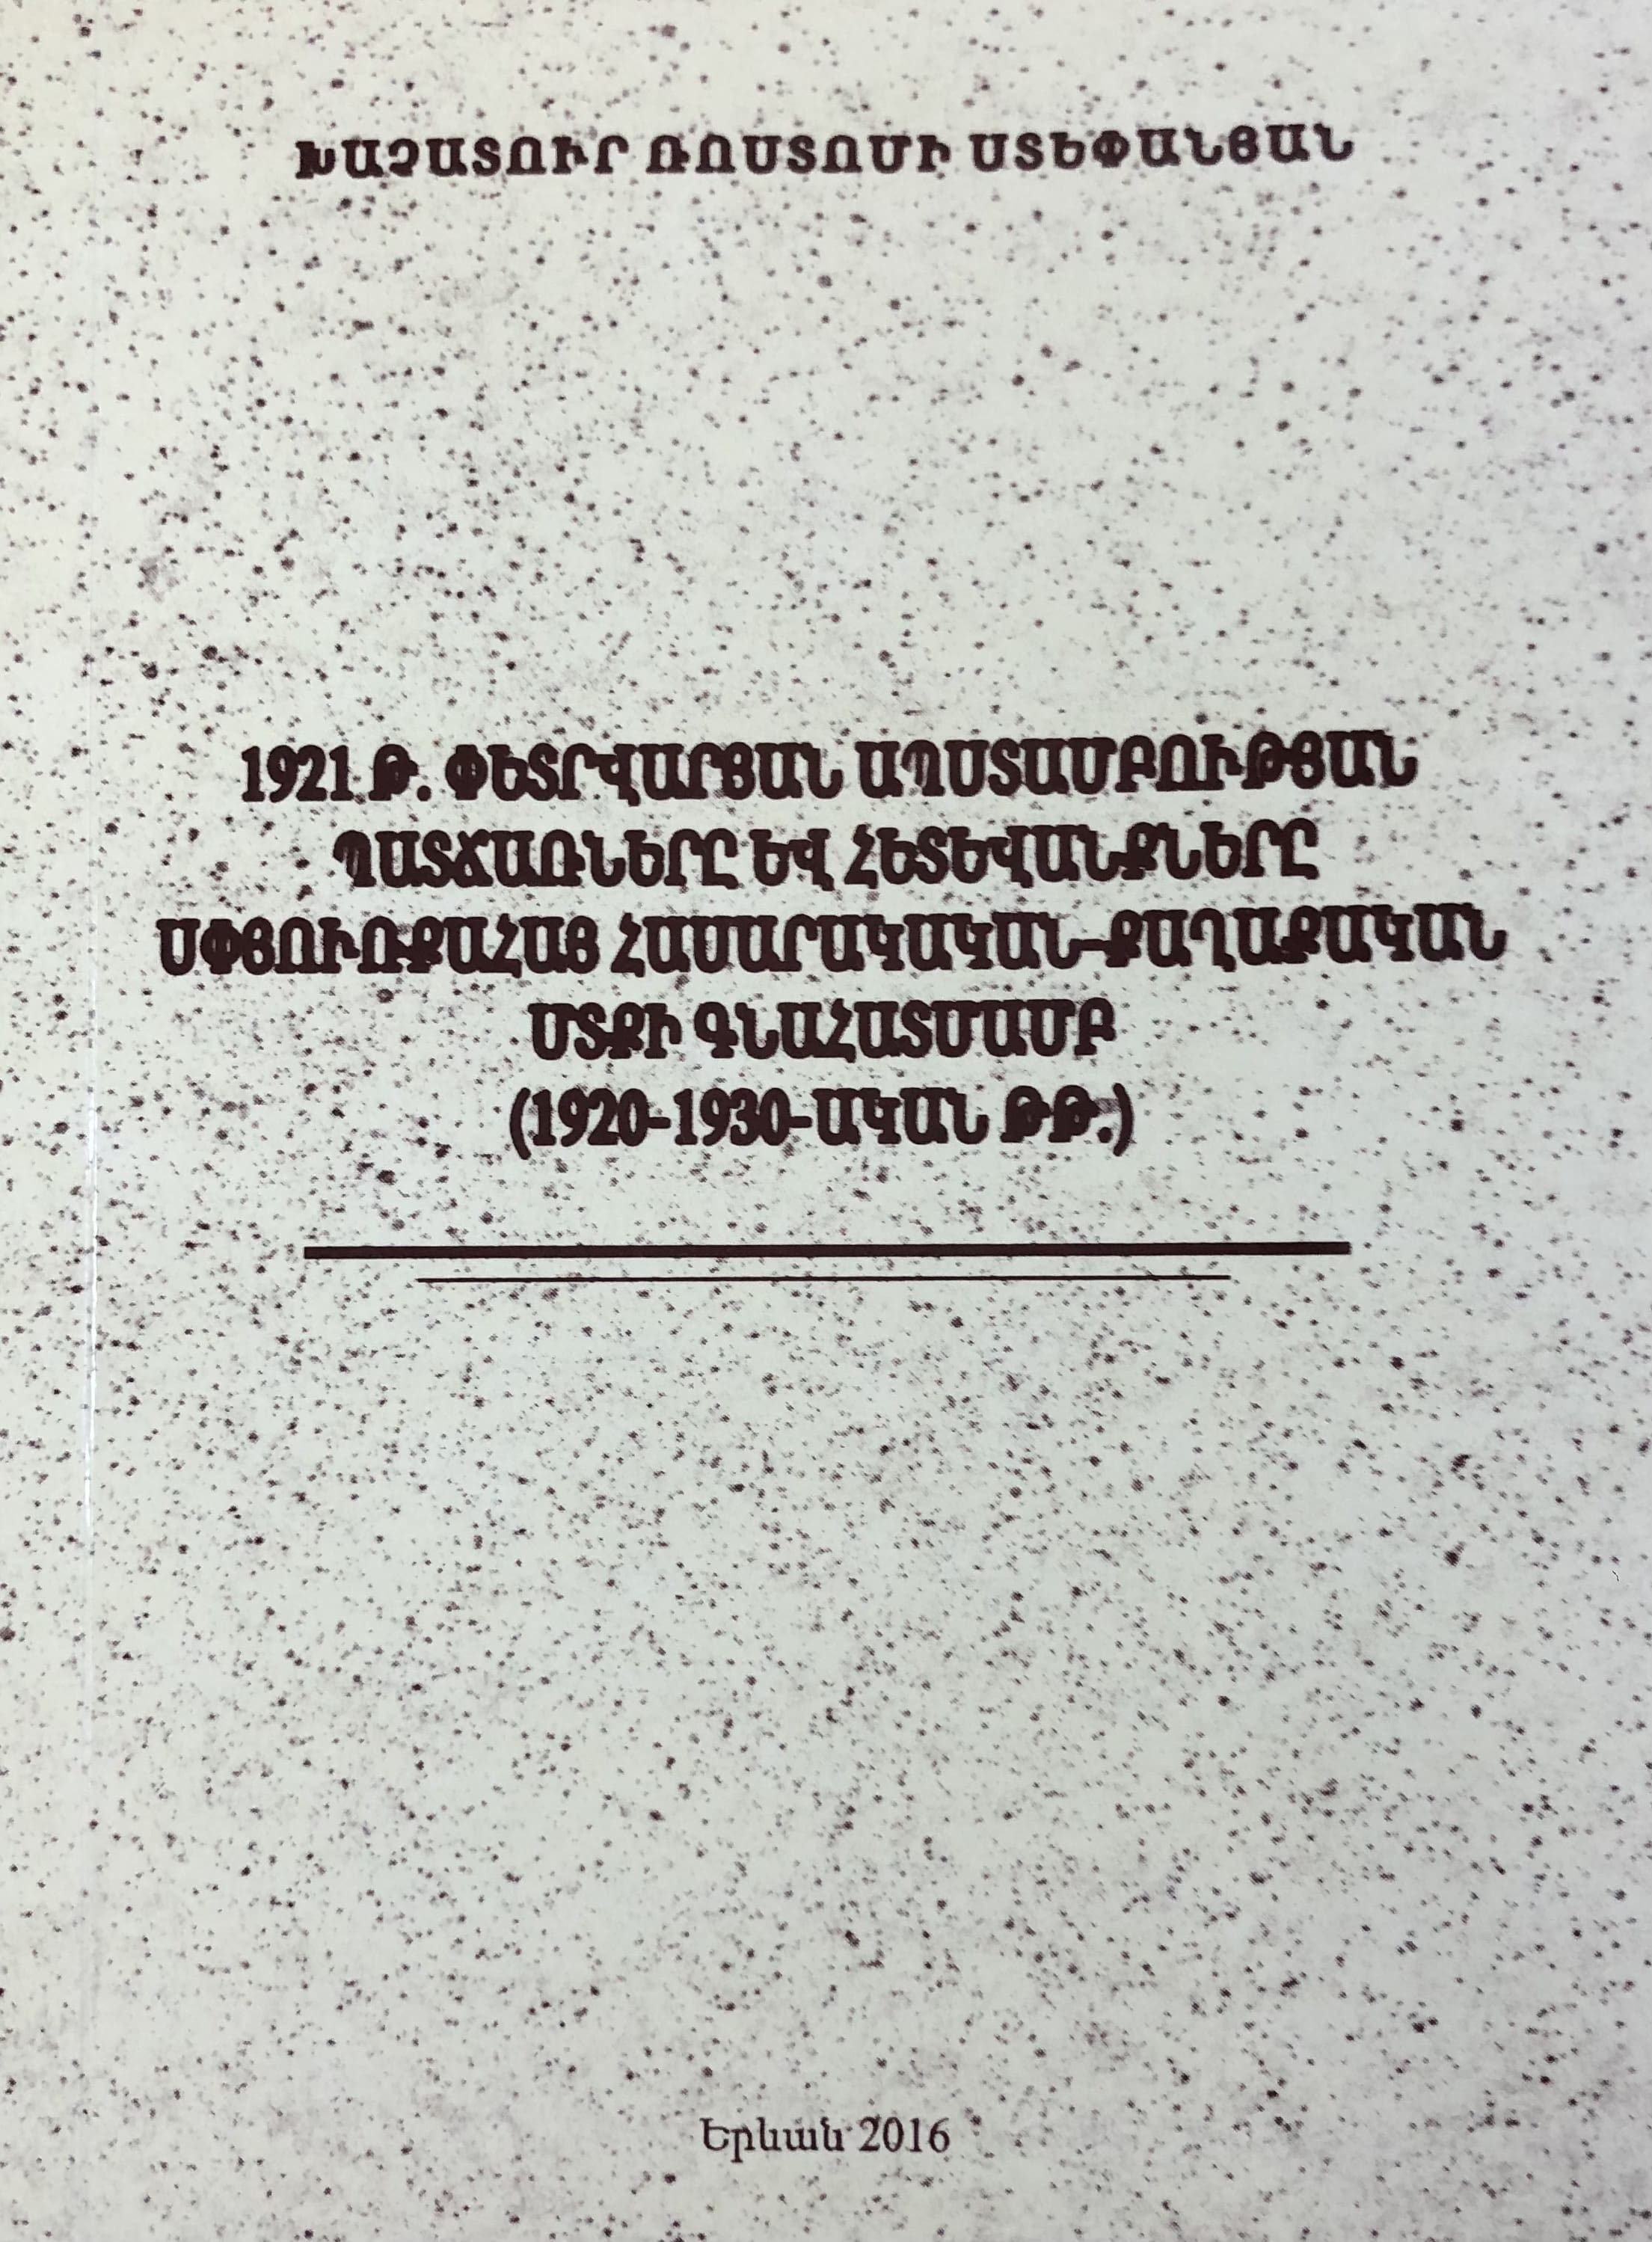 ԽԱՉԱՏՈՒՐ ՌՈՍՏՈՄԻ ՍՏԵՓԱՆՅԱՆ
1921 Թ. ՓԵՏՐՎԱՐՅԱՆ ԱՊՍՏԱՄԲՈՒԹՅԱՆ
ՊԱՏՃԱՌՆԵՐԸ ԵՎ ՀԵՏԵՎԱՆՔՆԵՐԸ
ՍՓՅՈՒՌՔԱՀԱՅ ՀԱՍԱՐԱԿԱԿԱՆ–ՔԱՂԱՔԱԿԱՆ
ՄՏՔԻ ԳՆԱՀԱՏՄԱՄԲ
(1920-1930-ԱԿԱՆ ԹԹ.)
Երևան 2016